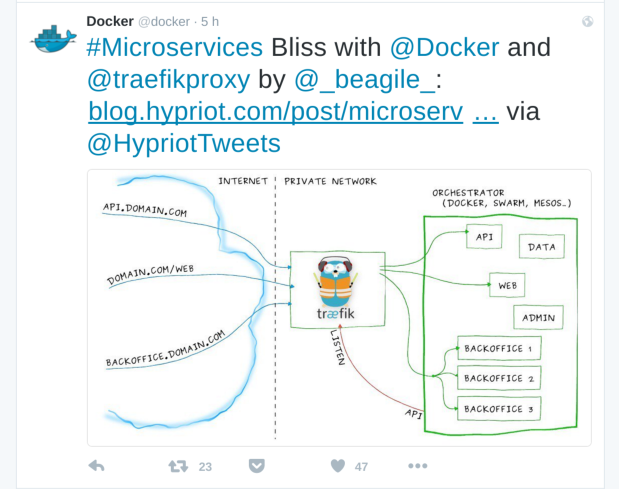 Docker @docker · 5 h
#Microservices Bliss with @Docker and
@traefikproxy by @_beagile_:
blog.hypriot.com/post/microserv … via
@HypriotTweets
INTERNET PRIVATE NETWORK
ORCHESTRATOR
(DOCKER, SWARM, MESOS..)
API.DOMAIN.COM
API
DATA
DOMAIN.COM/WEB
WEB
træfik
ADMIN
LISTEN
BACKOFFICE.DOMAIN.COM
BACKOFFICE 1
BACKOFFICE 2
BACKOFFICE 3
API
23
47